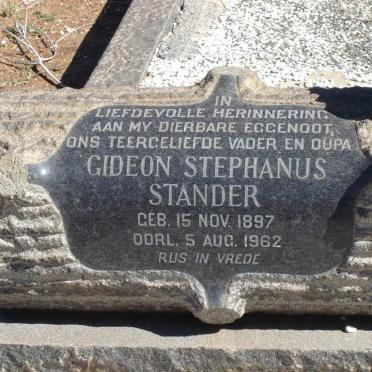 IN
LIEFDEVOLLE HERINNERING
AAN MY DIERBARE EGGENOOT,
ONS TEERGELIEFDE VADER EN OUPA
GIDEON STEPHANUS
STANDER
GEB. 15 NOV. 1897
OORL. 5 AUG. 1962
RUS IN VREDE